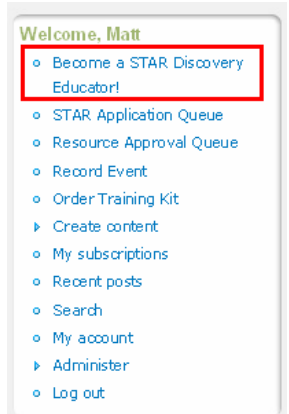 Welcome, Matt
Become a STAR Discovery
Educator!
STAR Application Queue
Resource Approval Queue
Record Event
Order Training Kit
Create content
My subscriptions
Recent posts
Search
My account
Administer
Log out